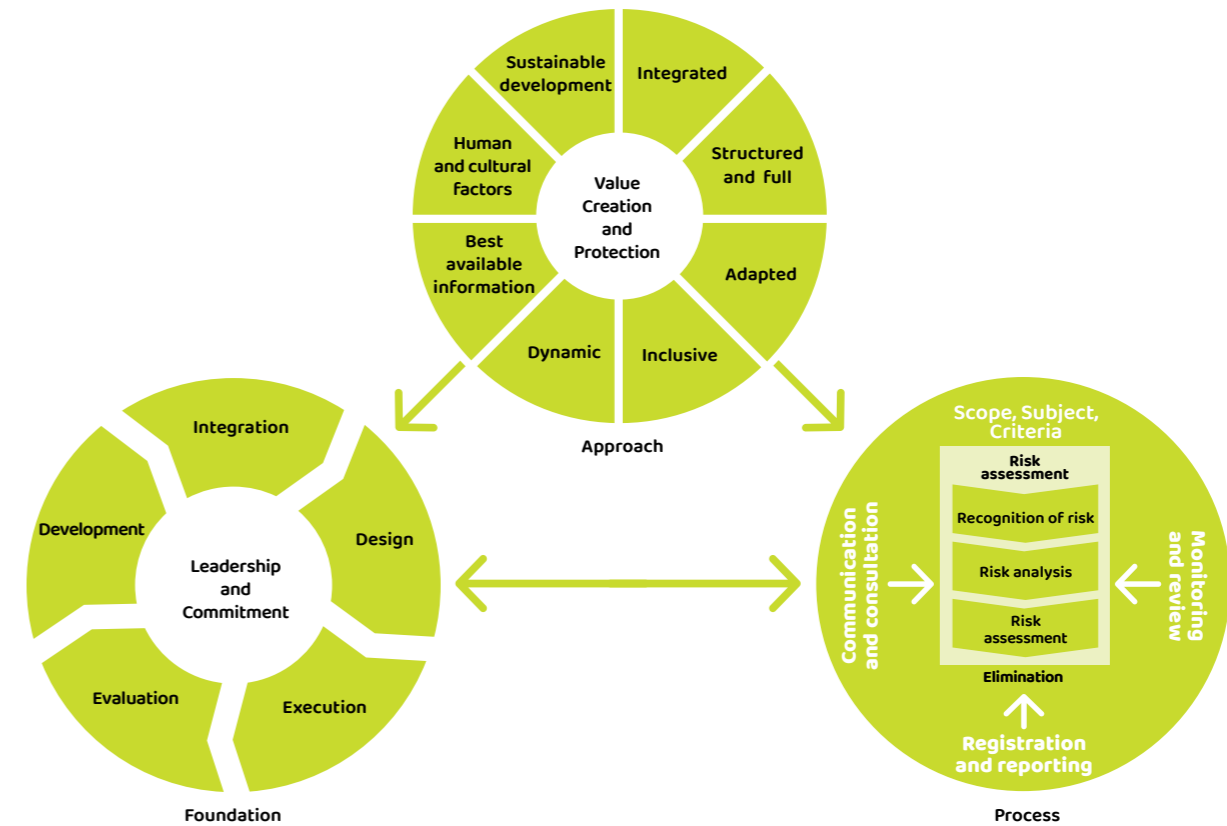 Sustainable
development
Integrated
Structured
and full
Adapted
Inclusive
Dynamic
Best
available
information
Human
and cultural
factors
Value
Creation
and
Protection
Approach
Integration
Design
Execution
Evaluation
Development
Leadership
and
Commitment
Foundation
Scope, Subject,
Criteria
Risk
assessment
Recognition of risk
Risk analysis
Risk
assessment
Elimination
Communication
and consultation
Monitoring
and review
Registration
and reporting
Process